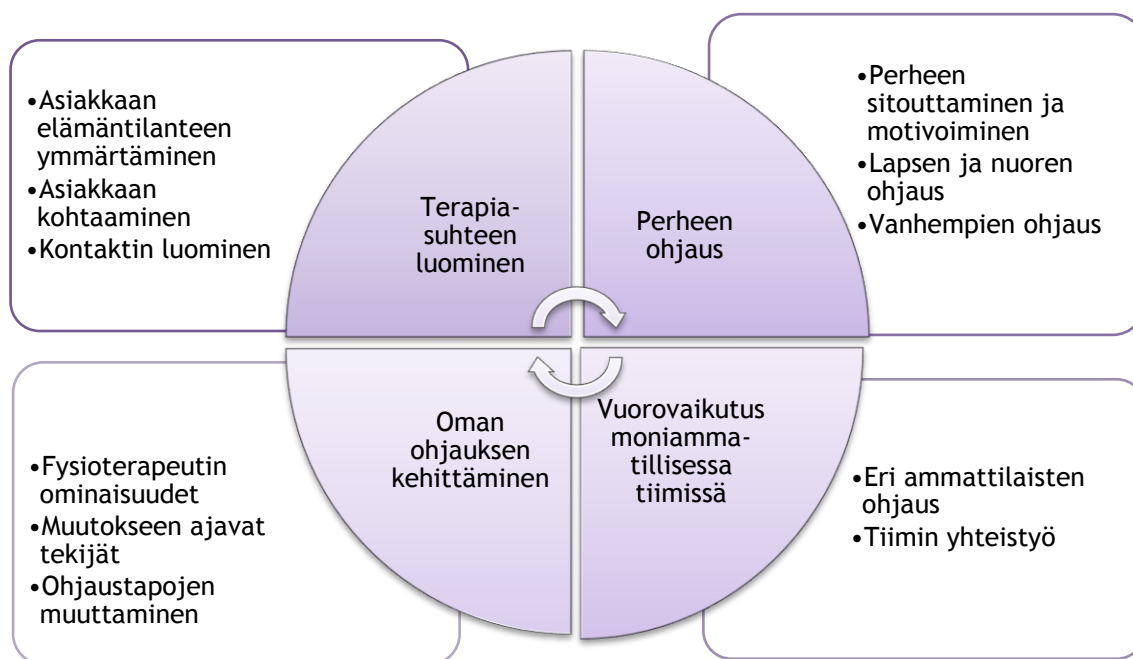 •Asiakkaan
elämäntilanteen
ymmärtäminen
•Asiakkaan
kohtaaminen
•Kontaktin luominen
Terapia-
suhteen
luominen
Perheen
ohjaus
•Perheen
sitouttaminen ja
motivoiminen
•Lapsen ja nuoren
ohjaus
•Vanhempien ohjaus
•Fysioterapeutin
ominaisuudet
•Muutokseen ajavat
tekijät
•Ohjaustapojen
muuttaminen
Oman
ohjauksen
kehittäminen
Vuorovaikutus
moniamma-
tillisessa
tiimissä
•Eri ammattilaisten
ohjaus
•Tiimin yhteistyö